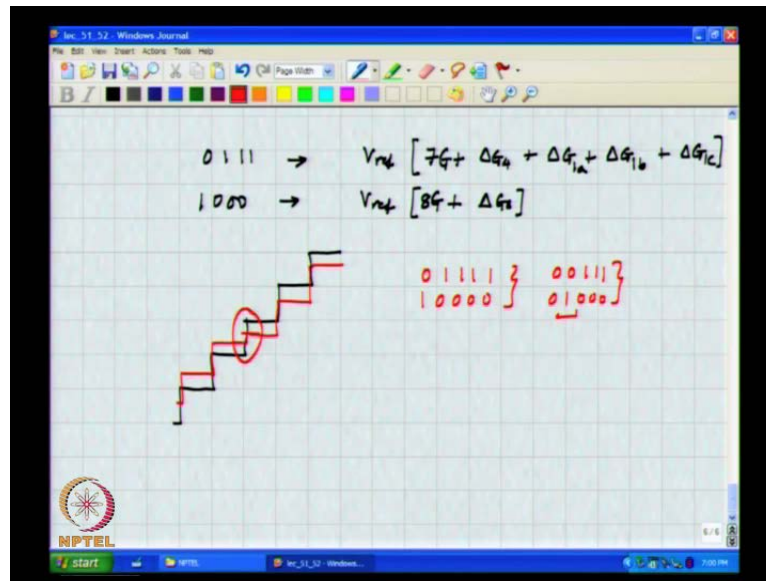 lec_51_52 - Windows Journal
File Edit View Insert Actions Tools Help
Page Width
B I
0111 → Vref [7G + ΔG4 + ΔG1a + ΔG1b + ΔG1c]
1000 → Vref [8G + ΔG8]
01111 } 00111 }
10000 } 01000 }
NPTEL
6/6
start NPTEL lec_51_52 - Windows... 7:00 PM